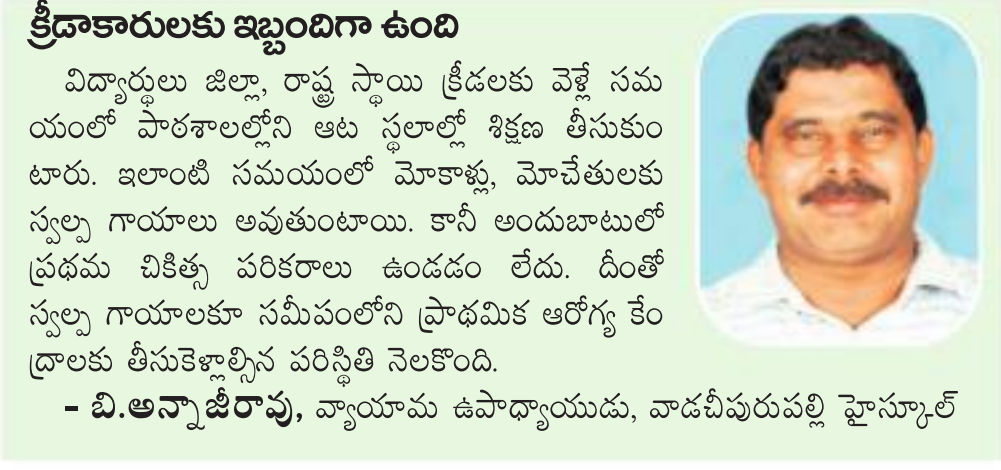 క్రీడాకారులకు ఇబ్బందిగా ఉంది
విద్యార్థులు జిల్లా, రాష్ట్ర స్థాయి క్రీడలకు వెళ్లే సమ
యంలో పాఠశాలల్లోని ఆట స్థలాల్లో శిక్షణ తీసుకుం
టారు. ఇలాంటి సమయంలో మోకాళ్లు, మోచేతులకు
స్వల్ప గాయాలు అవుతుంటాయి. కానీ అందుబాటులో
ప్రథమ చికిత్స పరికరాలు ఉండడం లేదు. దీంతో
స్వల్ప గాయాలకూ సమీపంలోని ప్రాథమిక ఆరోగ్య కేం
ద్రాలకు తీసుకెళ్లాల్సిన పరిస్థితి నెలకొంది.
- బి.అన్నాజీరావు, వ్యాయామ ఉపాధ్యాయుడు, వాడచీపురుపల్లి హైస్కూల్